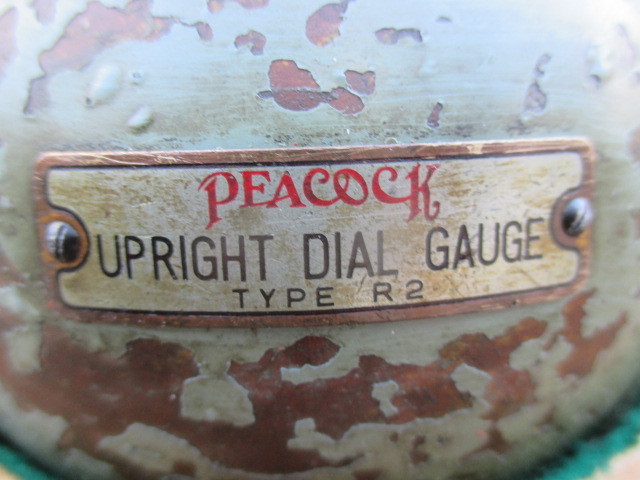 PEACOCK
UPRIGHT DIAL GAUGE
TYPE R2